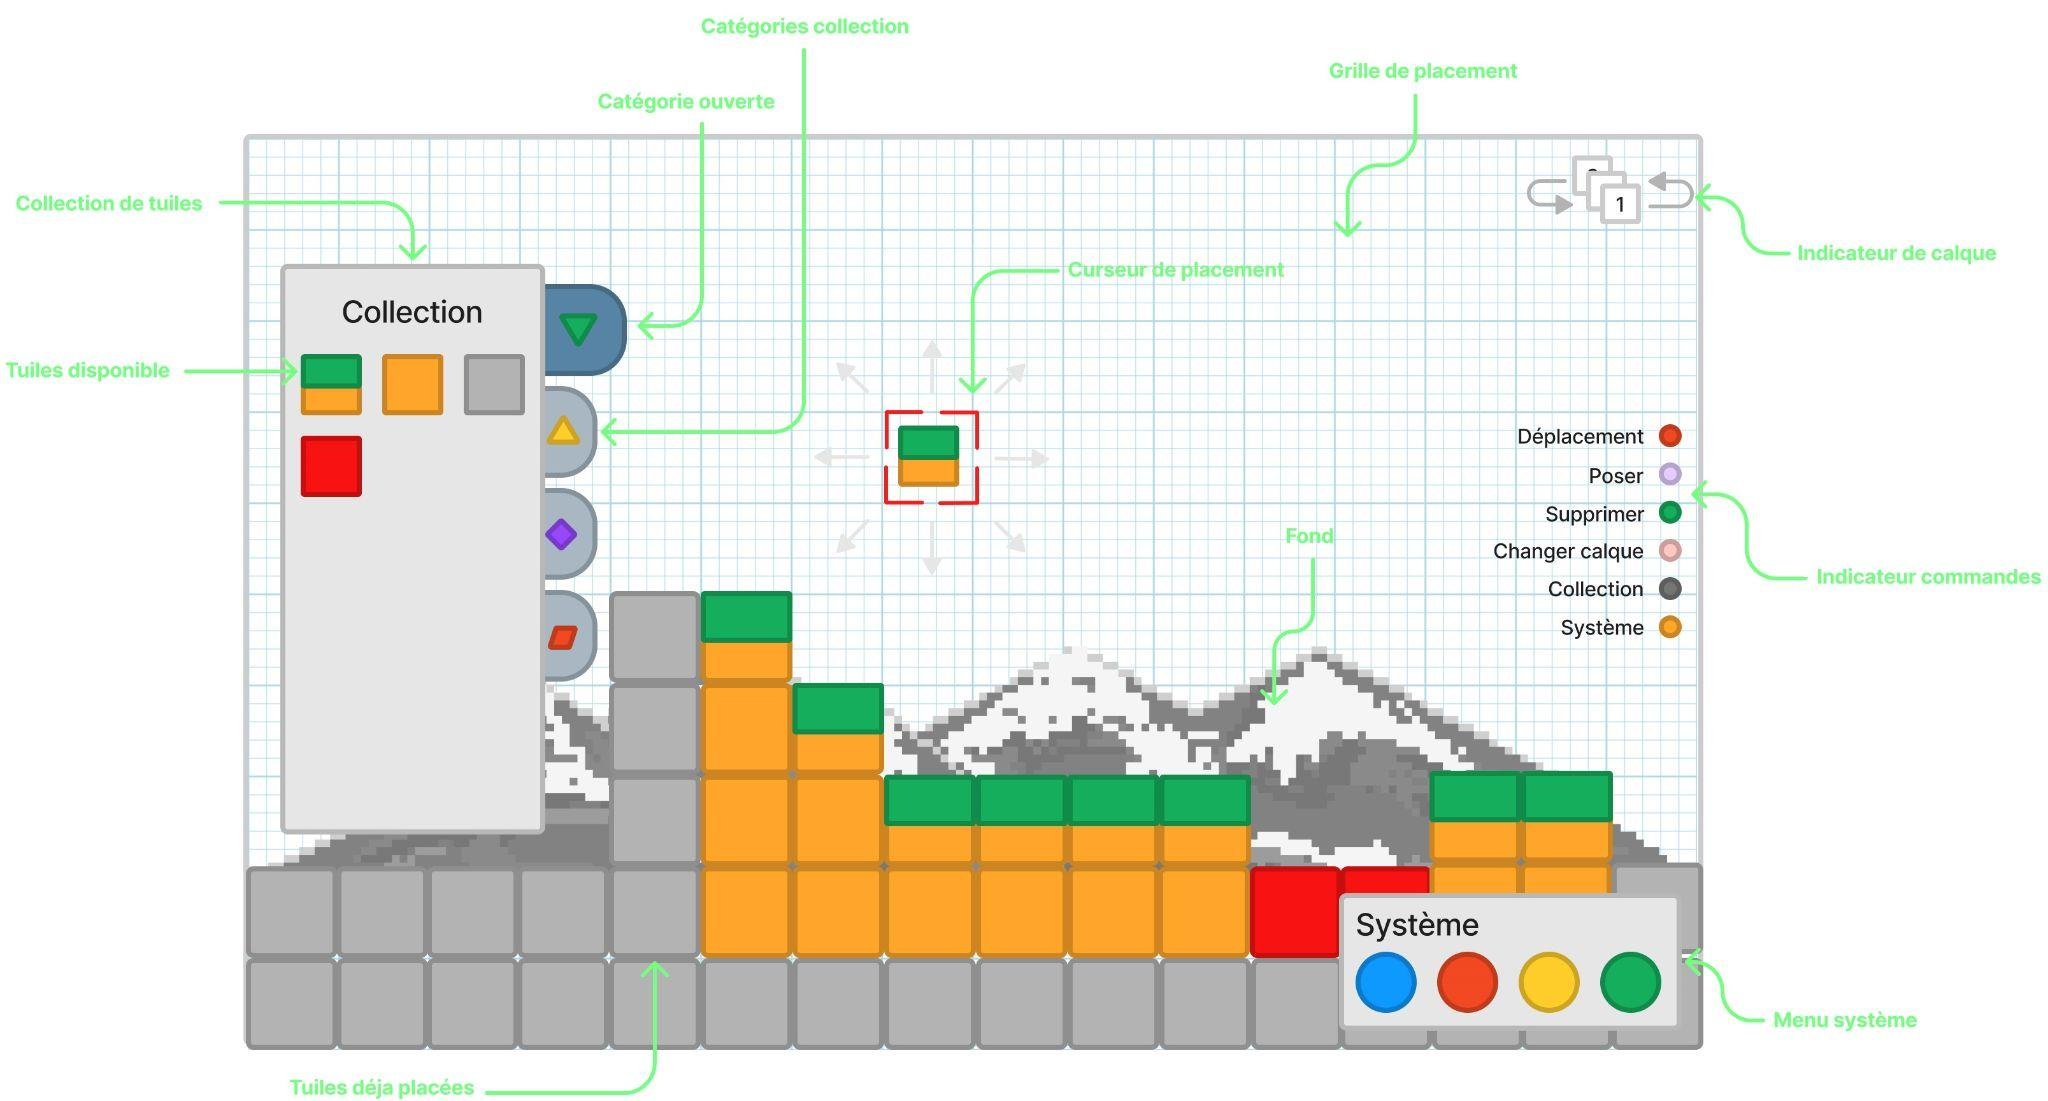 Catégories collection
Grille de placement
Catégorie ouverte
Collection de tuiles
1
Indicateur de calque
Curseur de placement
Collection
Tuiles disponible
Déplacement
Poser
Supprimer
Fond
Changer calque
Indicateur commandes
Collection
Système
Système
Menu système
Tuiles déja placées